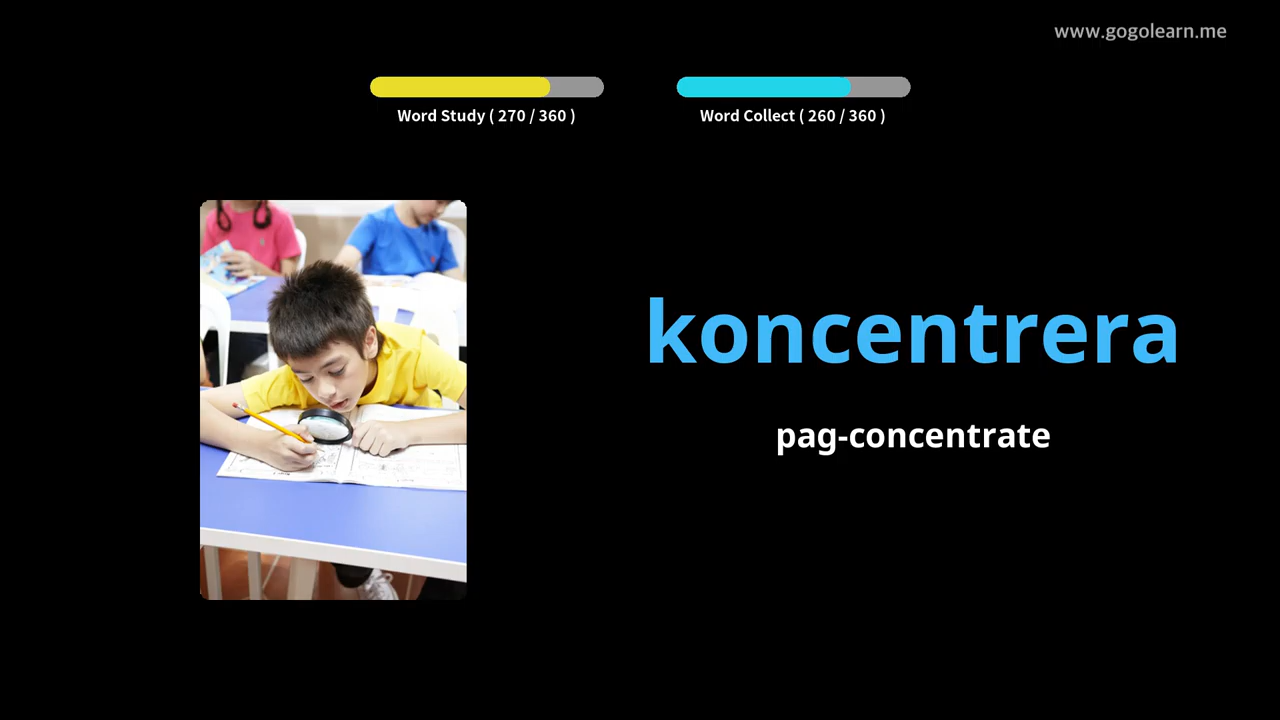 www.gogolearn.me
Word Study ( 270 / 360 )
Word Collect ( 260 / 360 )
koncentrera
pag-concentrate